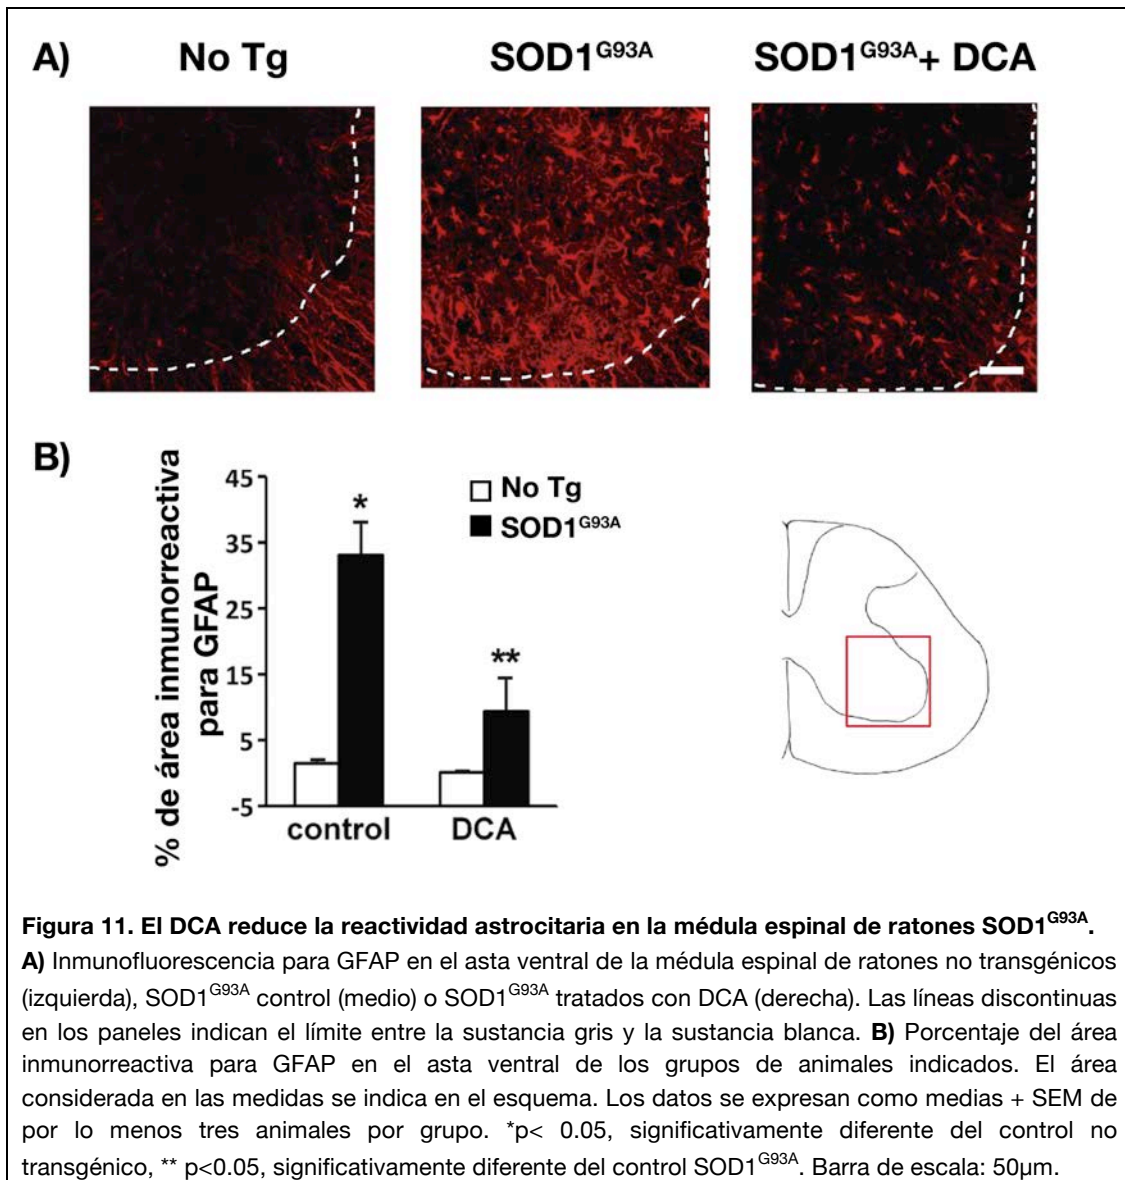 A)
No Tg
SOD1G93A
SOD1G93A+ DCA
B)
% de área inmunorreactiva
para GFAP
45
35
25
15
5
-5
*
**
No Tg
SOD1G93A
control
DCA
Figura 11. El DCA reduce la reactividad astrocitaria en la médula espinal de ratones SOD1G93A.
A) Inmunofluorescencia para GFAP en el asta ventral de la médula espinal de ratones no transgénicos
(izquierda), SOD1G93A control (medio) o SOD1G93A tratados con DCA (derecha). Las líneas discontinuas
en los paneles indican el límite entre la sustancia gris y la sustancia blanca. B) Porcentaje del área
inmunorreactiva para GFAP en el asta ventral de los grupos de animales indicados. El área
considerada en las medidas se indica en el esquema. Los datos se expresan como medias + SEM de
por lo menos tres animales por grupo. *p< 0.05, significativamente diferente del control no
transgénico, ** p<0.05, significativamente diferente del control SOD1G93A. Barra de escala: 50μm.